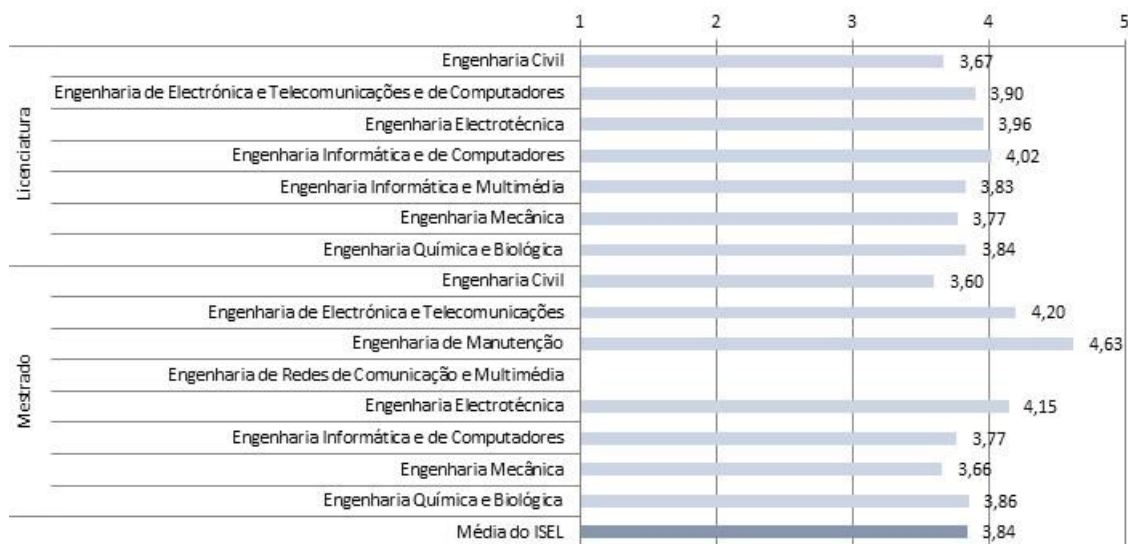 1 2 3 4 5
Licenciatura
Engenharia Civil 3,67
Engenharia de Electrónica e Telecomunicações e de Computadores 3,90
Engenharia Electrotécnica 3,96
Engenharia Informática e de Computadores 4,02
Engenharia Informática e Multimédia 3,83
Engenharia Mecânica 3,77
Engenharia Química e Biológica 3,84
Mestrado
Engenharia Civil 3,60
Engenharia de Electrónica e Telecomunicações 4,20
Engenharia de Manutenção 4,63
Engenharia de Redes de Comunicação e Multimédia
Engenharia Electrotécnica 4,15
Engenharia Informática e de Computadores 3,77
Engenharia Mecânica 3,66
Engenharia Química e Biológica 3,86
Média do ISEL 3,84